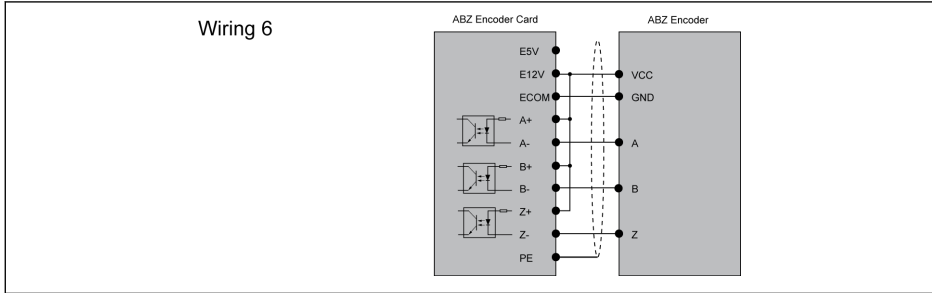 Wiring 6
ABZ Encoder Card
ABZ Encoder
E5V
E12V
VCC
ECOM
GND
A+
A-
A
B+
B-
B
Z+
Z-
Z
PE